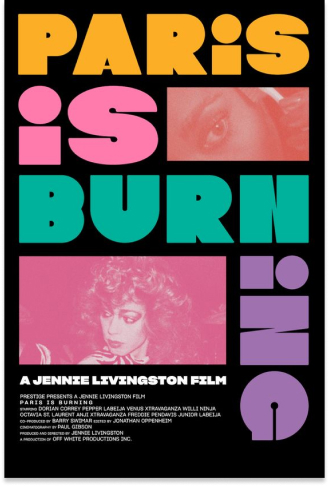 PARiS
iS
BURN
iNG
A JENNIE LIVINGSTON FILM
PRESTIGE PRESENTS A JENNIE LIVINGSTON FILM
PARIS IS BURNING
STARRING DORIAN CORREY PEPPER LABEIJA VENUS XTRAVAGANZA WILLI NINJA
OCTAVIA ST. LAURENT ANJI XTRAVAGANZA FREDDIE PENDAVIS JUNIOR LABEIJA
CO-PRODUCED BY BARRY SWIMAR EDITED BY JONATHAN OPPENHEIM
CINEMATOGRAPHY BY PAUL GIBSON
PRODUCED AND DIRECTED BY JENNIE LIVINGSTON
A PRODUCTION OF OFF WHITE PRODUCTIONS INC.